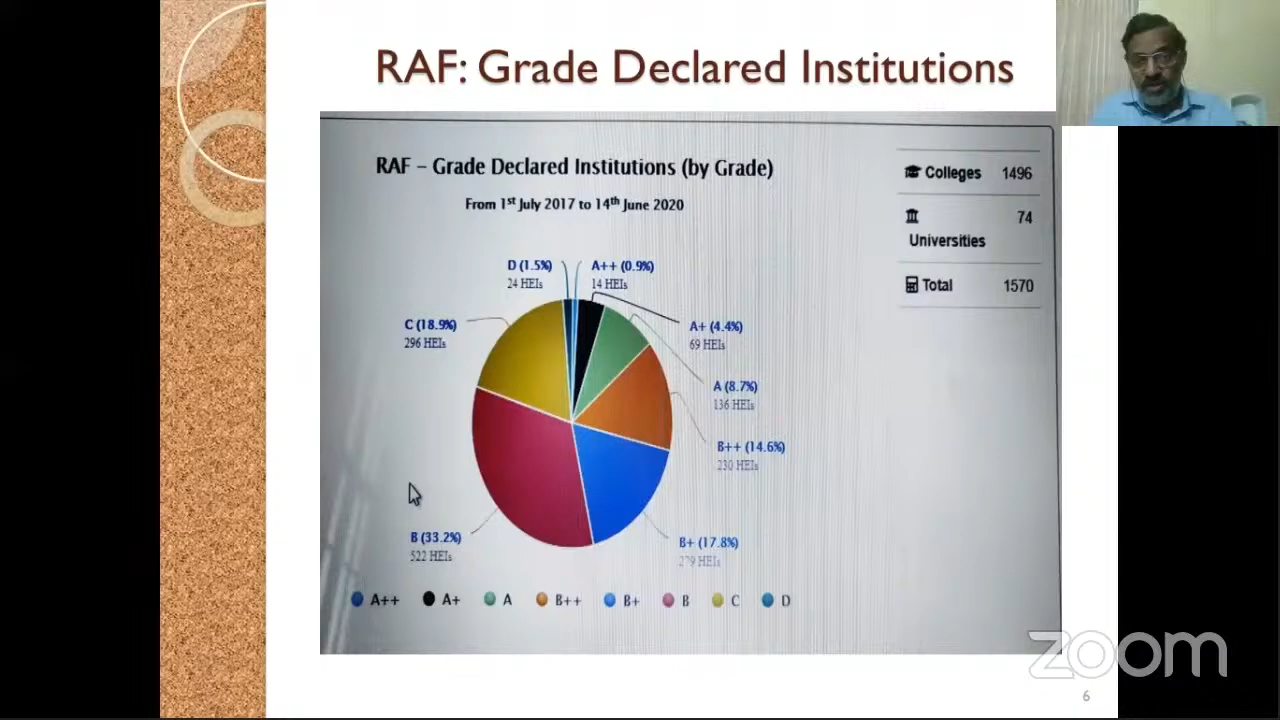 RAF: Grade Declared Institutions
RAF – Grade Declared Institutions (by Grade)
From 1st July 2017 to 14th June 2020
Colleges 1496
74
Universities
Total 1570
D (1.5%)
24 HEIs
A++ (0.9%)
14 HEIs
C (18.9%)
296 HEIs
A+ (4.4%)
69 HEIs
A (8.7%)
136 HEIs
B++ (14.6%)
230 HEIs
B (33.2%)
522 HEIs
B+ (17.8%)
279 HEIs
A++ A+ A B++ B+ B C D
zoom
6